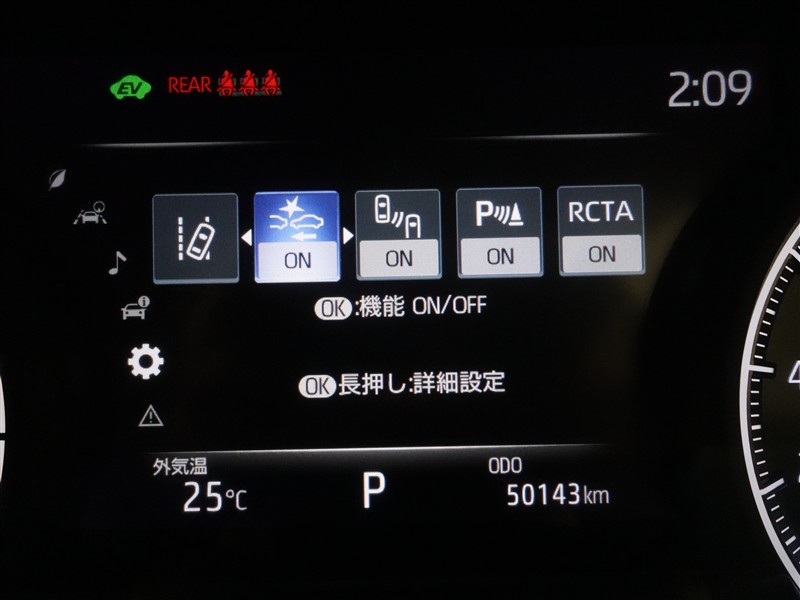 EV REAR 2:09
P RCTA
ON ON ON ON
OK:機能 ON/OFF
OK長押し:詳細設定
外気温 ODO
25℃ P 50143km
4